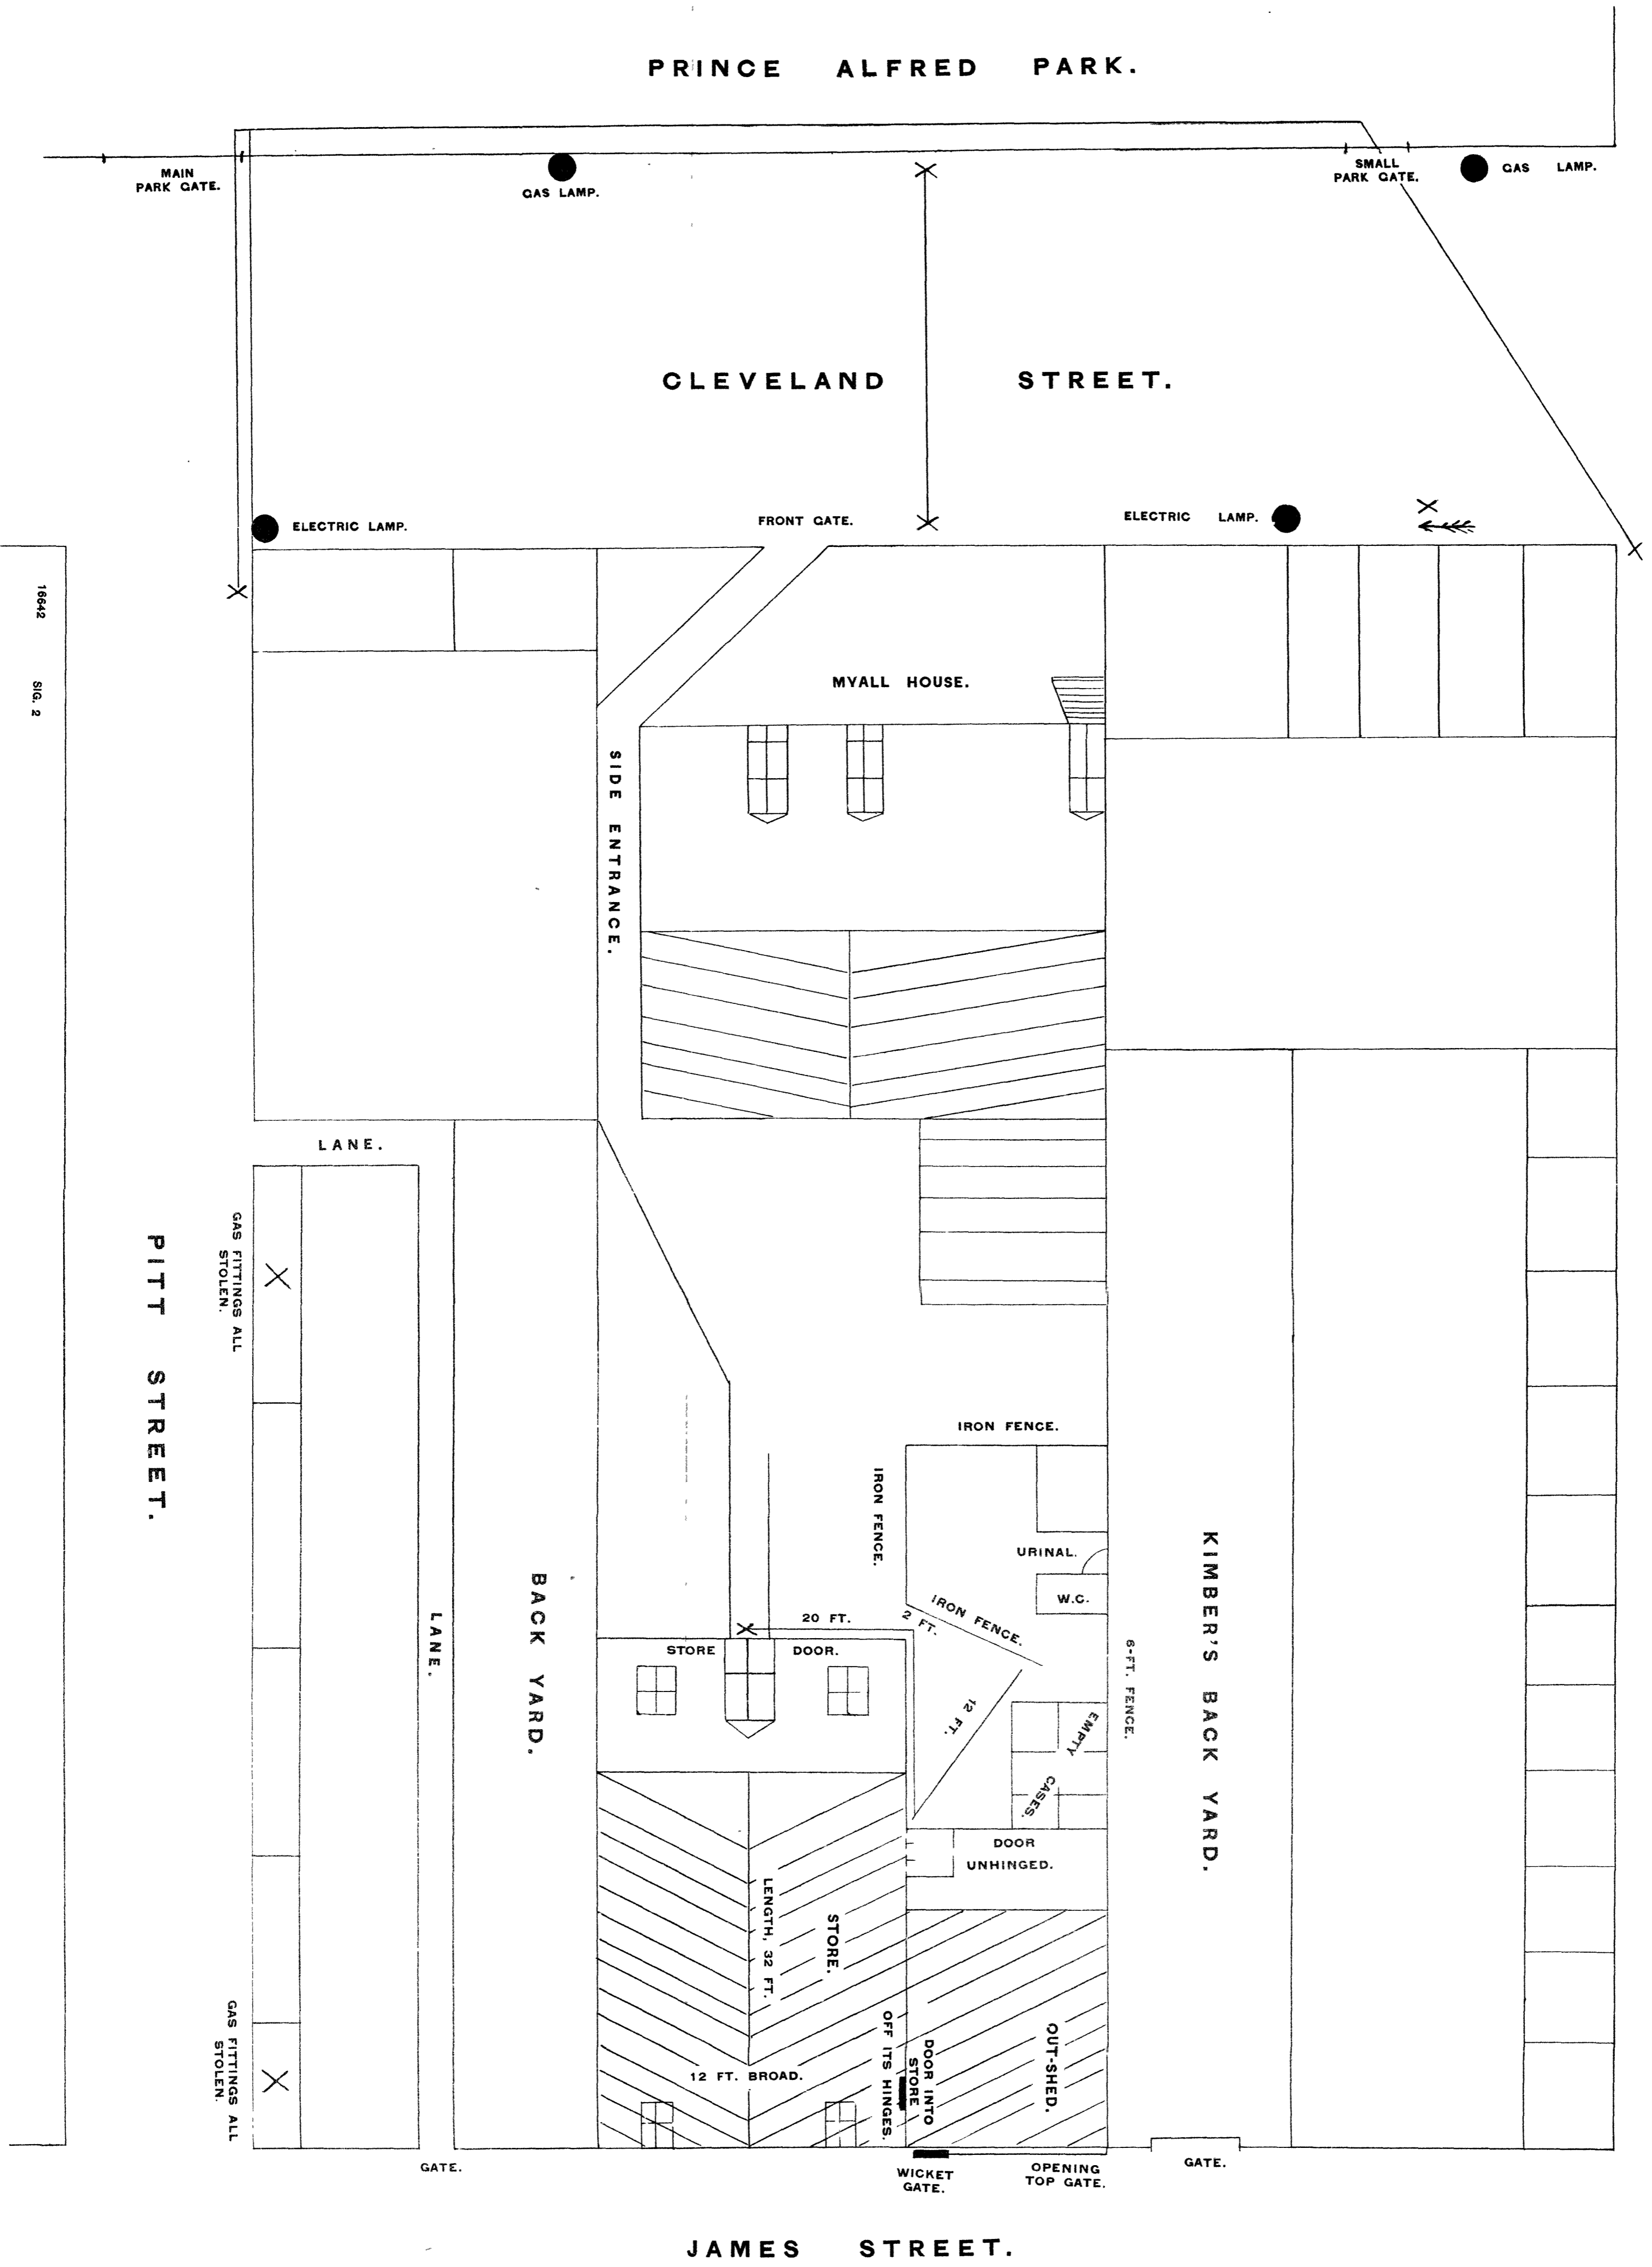 PRINCE ALFRED PARK.
MAIN
PARK GATE.
GAS LAMP.
SMALL
PARK GATE.
GAS LAMP.
CLEVELAND STREET.
ELECTRIC LAMP.
FRONT GATE.
ELECTRIC LAMP.
16642 SIG. 2
MYALL HOUSE.
SIDE ENTRANCE.
LANE.
GAS FITTINGS ALL
STOLEN.
PITT STREET.
IRON FENCE.
IRON FENCE.
URINAL.
W.C.
IRON FENCE.
2 FT.
20 FT.
STORE DOOR.
12 FT.
EMPTY
CASES.
6-FT. FENCE.
KIMBER'S BACK YARD.
BACK YARD.
LANE.
DOOR
UNHINGED.
LENGTH, 32 FT.
STORE.
12 FT. BROAD.
OFF ITS HINGES.
DOOR INTO
STORE
OUT-SHED.
GAS FITTINGS ALL
STOLEN.
GATE.
WICKET
GATE.
OPENING
TOP GATE.
GATE.
JAMES STREET.